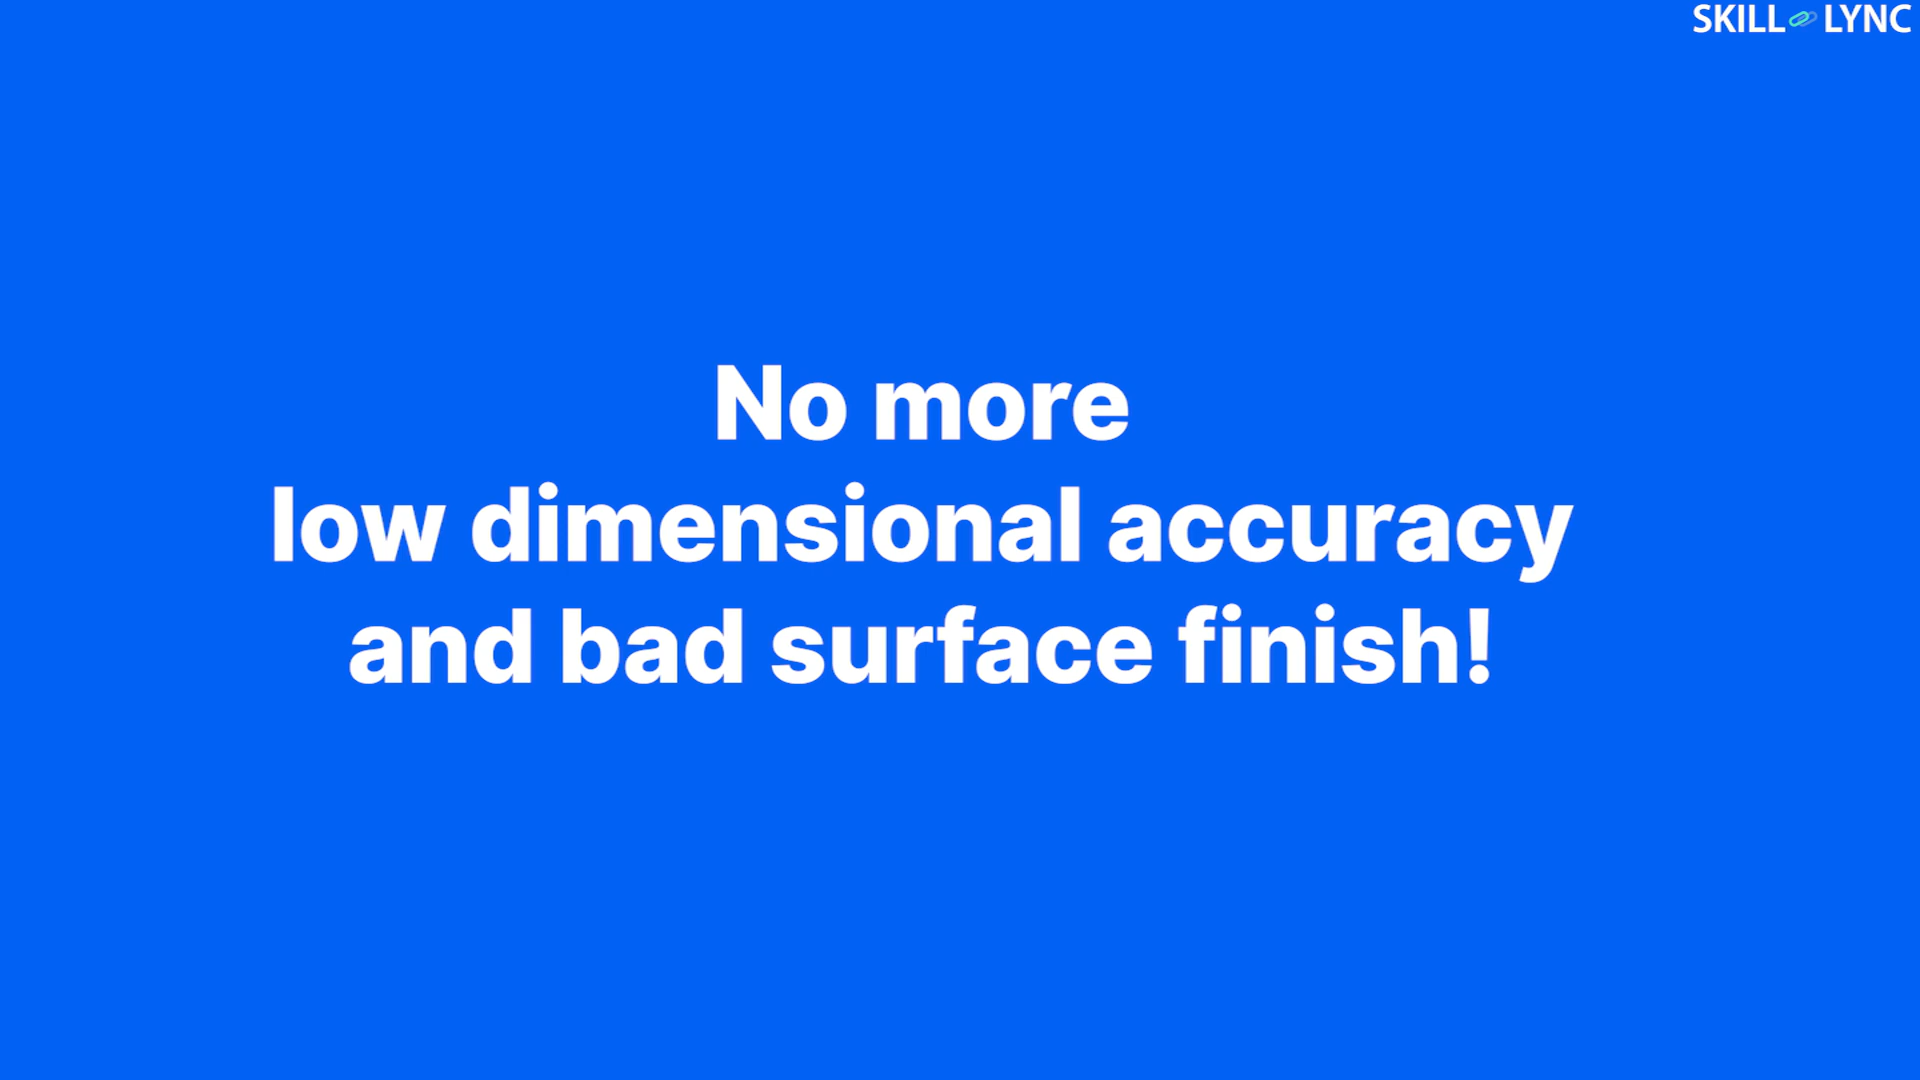 SKILL LYNC
No more
low dimensional accuracy
and bad surface finish!